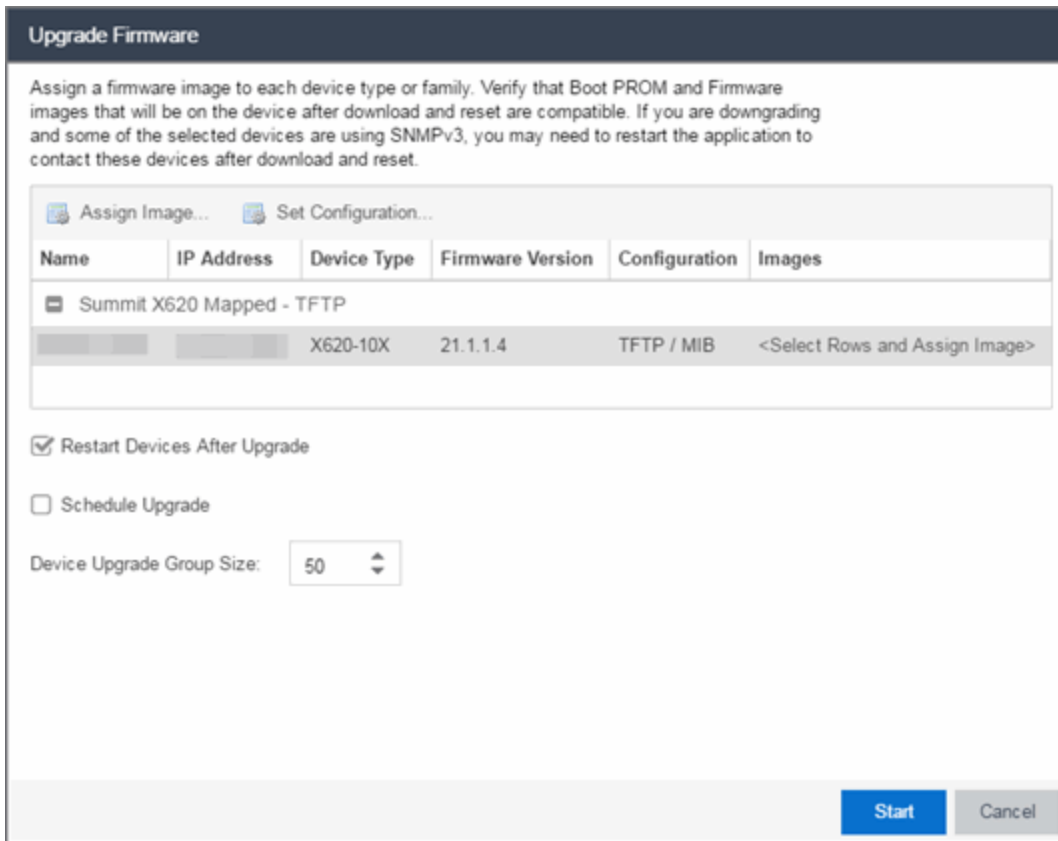 Upgrade Firmware
Assign a firmware image to each device type or family. Verify that Boot PROM and Firmware
images that will be on the device after download and reset are compatible. If you are downgrading
and some of the selected devices are using SNMPv3, you may need to restart the application to
contact these devices after download and reset.
Assign Image... Set Configuration...
Name IP Address Device Type Firmware Version Configuration Images
Summit X620 Mapped - TFTP
X620-10X 21.1.1.4 TFTP / MIB <Select Rows and Assign Image>
Restart Devices After Upgrade
Schedule Upgrade
Device Upgrade Group Size: 50
Start Cancel